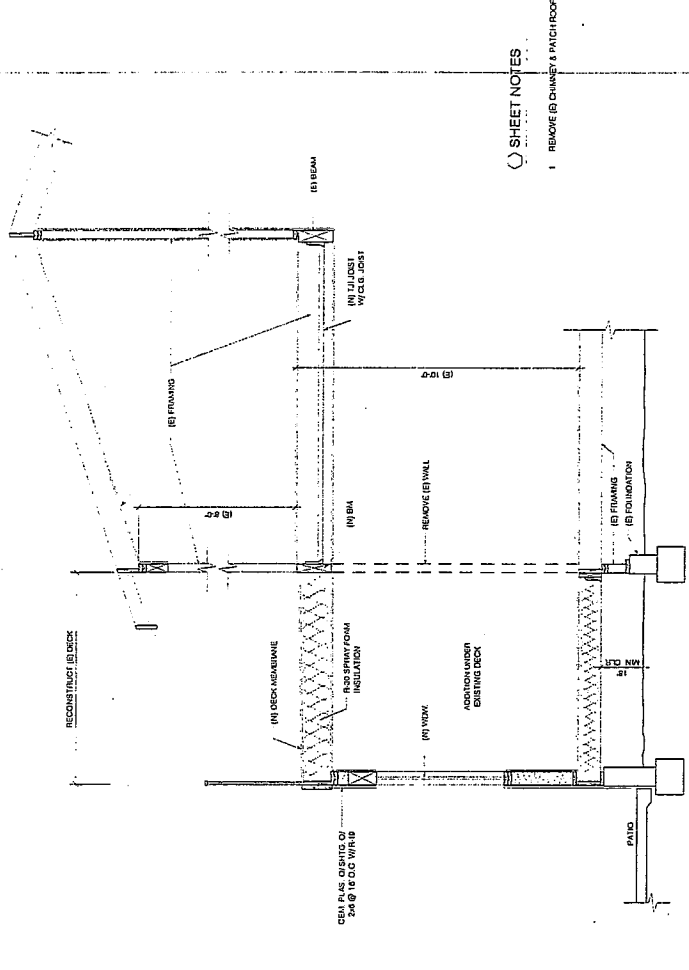 RECONSTRUCT (E) DECK
(E) BEAM
(N) TJI JOIST
W/ CLG. JOIST
(E) FRAMING
(E) 8'-0"
(E) 10'-0"
(N) BM
REMOVE (E) WALL
(E) FRAMING
(E) FOUNDATION
(N) DECK MEMBRANE
R-30 SPRAY FOAM
INSULATION
ADDITION UNDER
EXISTING DECK
18"
MIN CLR
(N) WDW.
CEM. PLAS. O/ SHTG. O/
2x6 @ 16" O.C. W/ R-19
PATIO
SHEET NOTES
1 REMOVE (E) CHIMNEY & PATCH ROOF